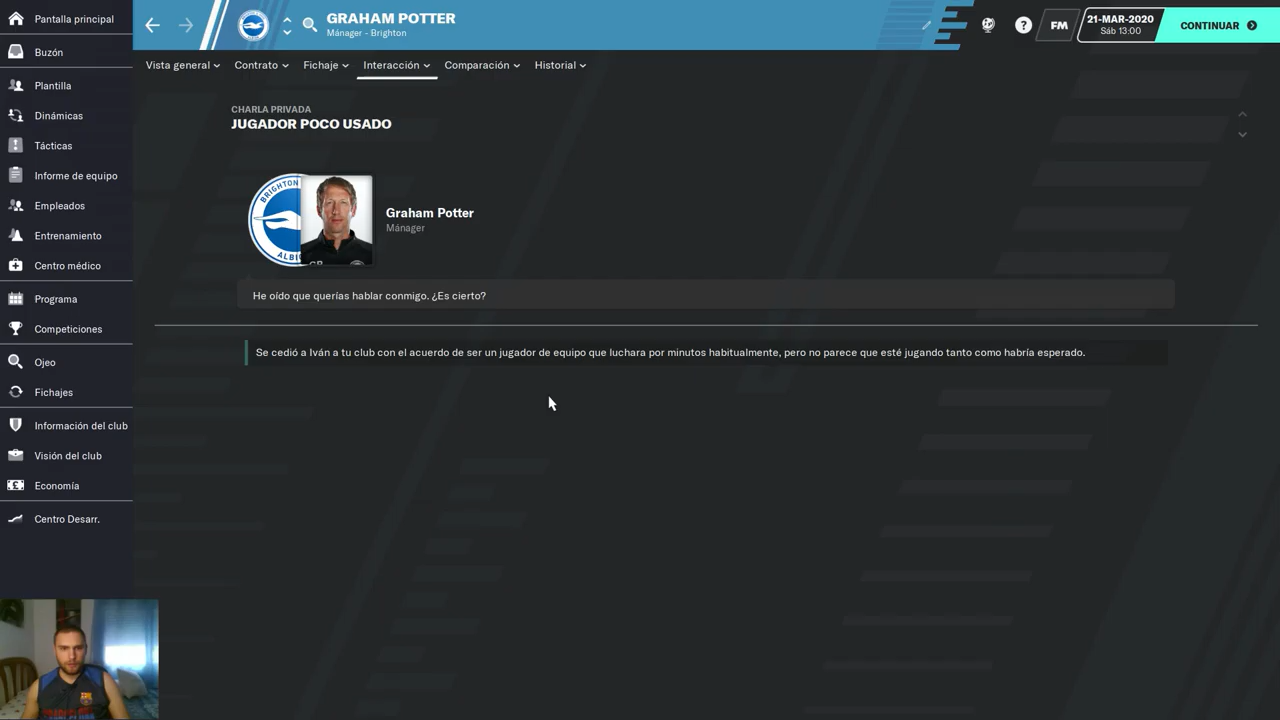 Pantalla principal
GRAHAM POTTER
Mánager - Brighton
?
FM
21-MAR-2020
Sáb 13:00
CONTINUAR
Buzón
Plantilla
Dinámicas
Tácticas
Informe de equipo
Empleados
Entrenamiento
Centro médico
Programa
Competiciones
Ojeo
Fichajes
Información del club
Visión del club
Economía
Centro Desarr.
Vista general
Contrato
Fichaje
Interacción
Comparación
Historial
CHARLA PRIVADA
JUGADOR POCO USADO
BRIGHTON
ALBI
Graham Potter
Mánager
He oído que querías hablar conmigo. ¿Es cierto?
Se cedió a Iván a tu club con el acuerdo de ser un jugador de equipo que luchara por minutos habitualmente, pero no parece que esté jugando tanto como habría esperado.